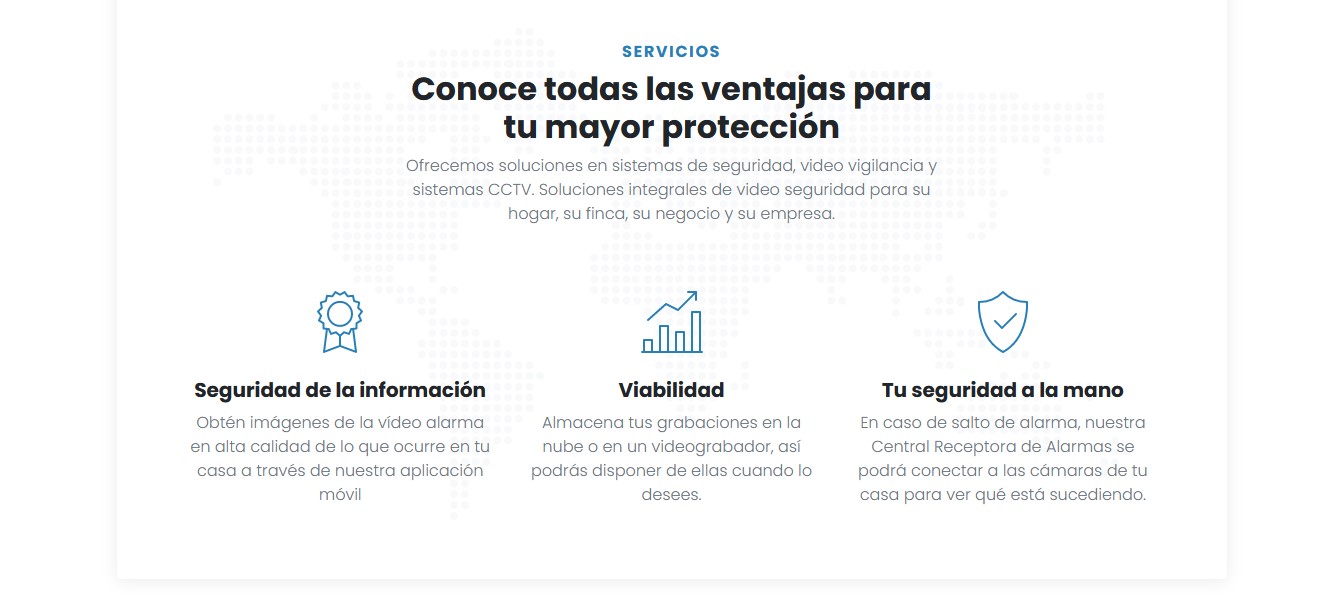 SERVICIOS
Conoce todas las ventajas para
tu mayor protección
Ofrecemos soluciones en sistemas de seguridad, video vigilancia y
sistemas CCTV. Soluciones integrales de video seguridad para su
hogar, su finca, su negocio y su empresa.
Seguridad de la información
Obtén imágenes de la vídeo alarma
en alta calidad de lo que ocurre en tu
casa a través de nuestra aplicación
móvil
Viabilidad
Almacena tus grabaciones en la
nube o en un videograbador, así
podrás disponer de ellas cuando lo
desees.
Tu seguridad a la mano
En caso de salto de alarma, nuestra
Central Receptora de Alarmas se
podrá conectar a las cámaras de tu
casa para ver qué está sucediendo.